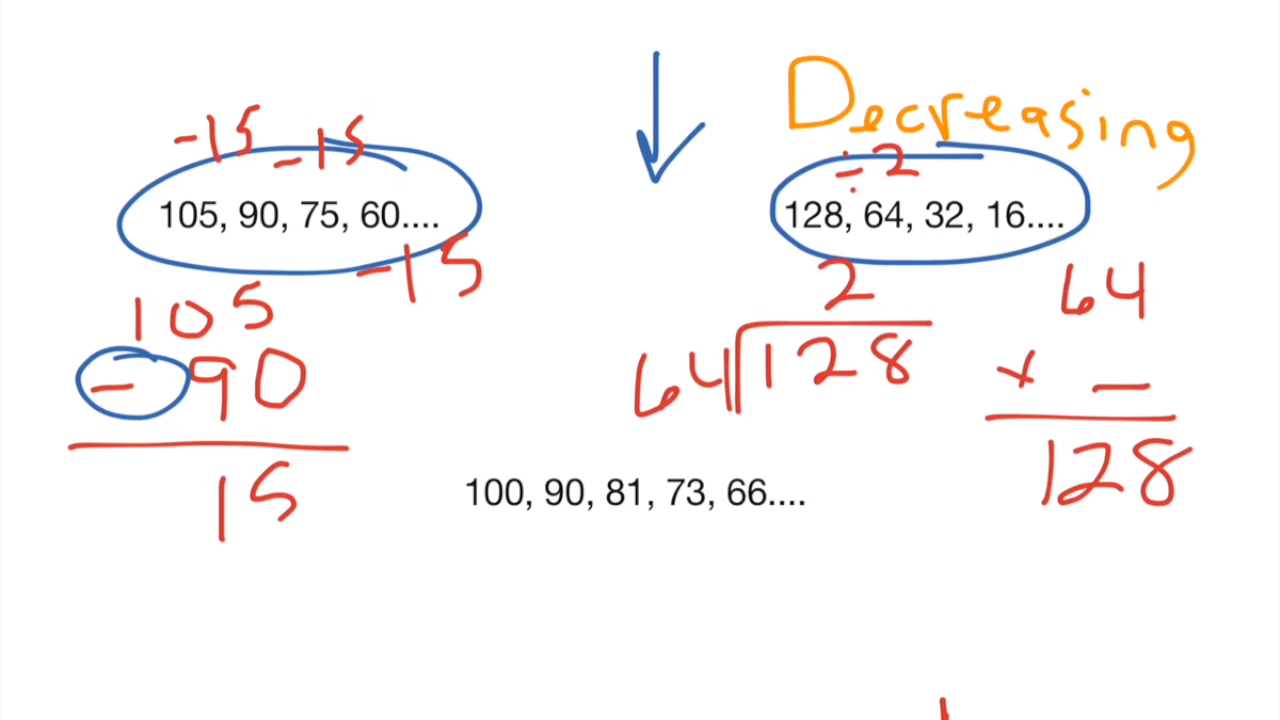 Decreasing
-15 -15
÷2
105, 90, 75, 60....
128, 64, 32, 16....
-15
105
-90
15
2
64 128
64
+ _
128
100, 90, 81, 73, 66....